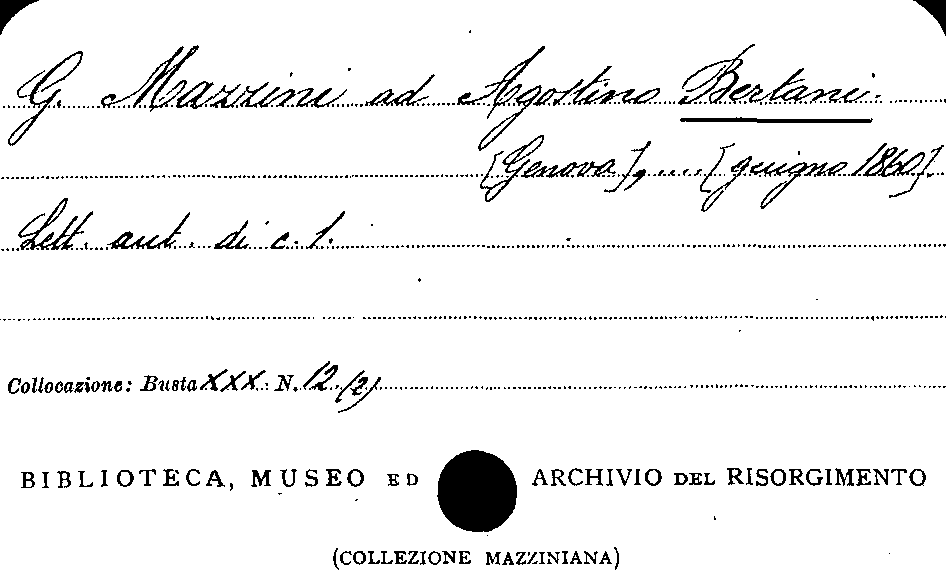 G. Mazzini ad Agostino Bertani.
[Genova], .... [giugno 1860].
Lett. aut. di c. 1.
Collocazione: Busta XXX. N. 12 (2)
BIBLIOTECA, MUSEO ED ARCHIVIO DEL RISORGIMENTO
(COLLEZIONE MAZZINIANA)